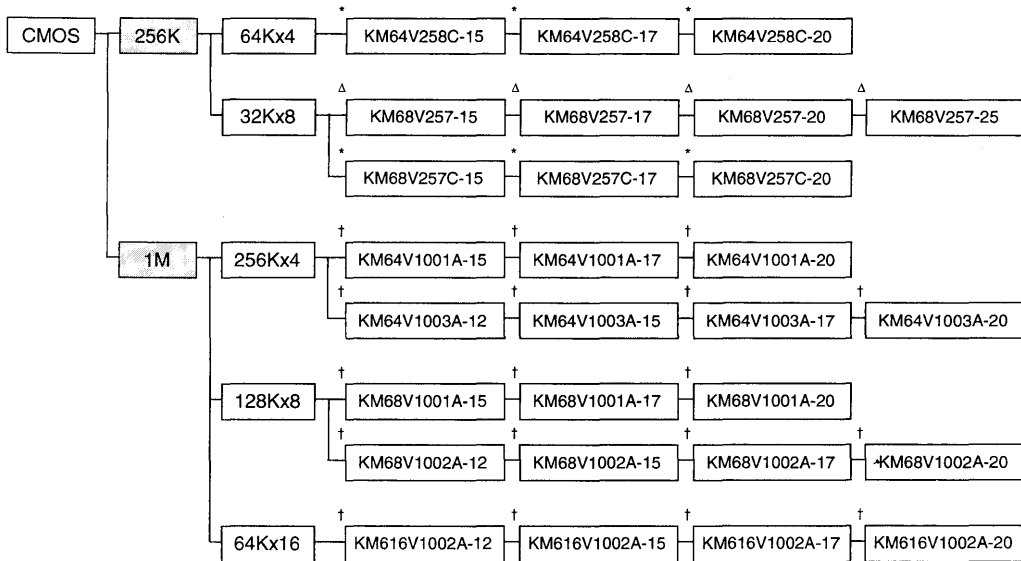 * * *
CMOS 256K 64Kx4 KM64V258C-15 KM64V258C-17 KM64V258C-20
Δ Δ Δ Δ
32Kx8 KM68V257-15 KM68V257-17 KM68V257-20 KM68V257-25
* * *
KM68V257C-15 KM68V257C-17 KM68V257C-20
† † †
1M 256Kx4 KM64V1001A-15 KM64V1001A-17 KM64V1001A-20
† † † †
KM64V1003A-12 KM64V1003A-15 KM64V1003A-17 KM64V1003A-20
† † †
128Kx8 KM68V1001A-15 KM68V1001A-17 KM68V1001A-20
† † † †
KM68V1002A-12 KM68V1002A-15 KM68V1002A-17 KM68V1002A-20
† † † †
64Kx16 KM616V1002A-12 KM616V1002A-15 KM616V1002A-17 KM616V1002A-20